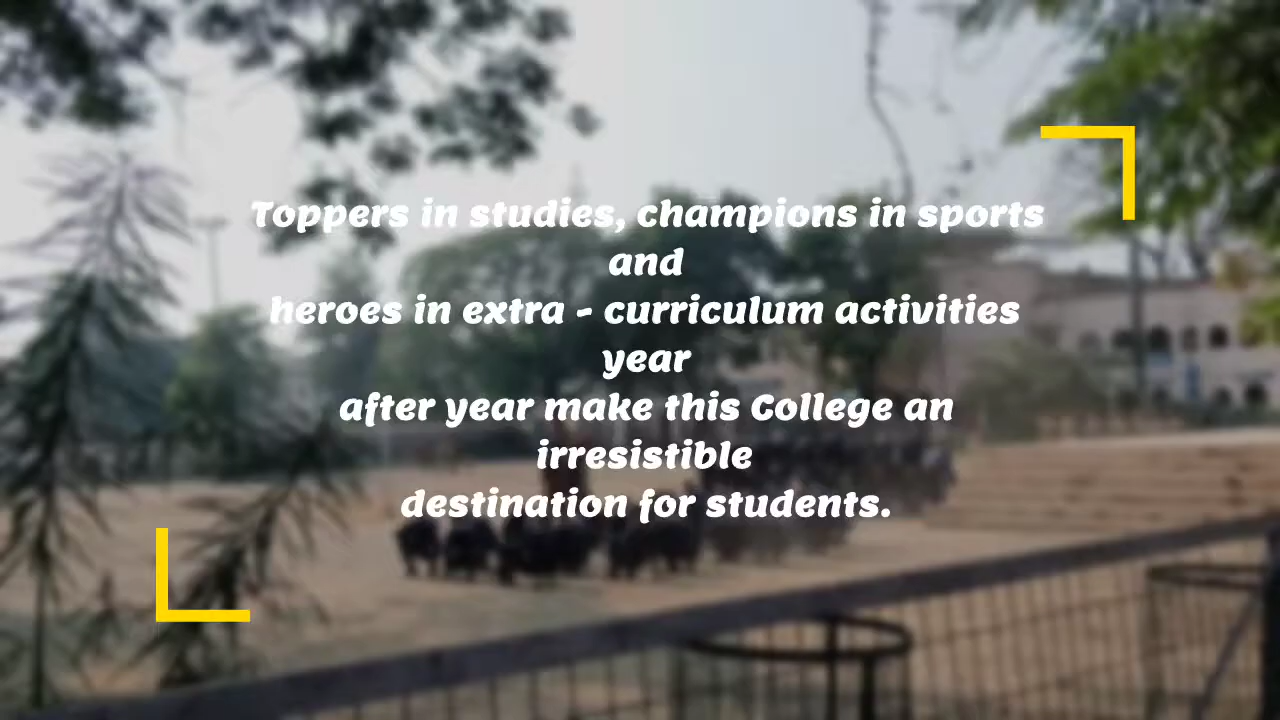 Toppers in studies, champions in sports
and
heroes in extra - curriculum activities
year
after year make this College an
irresistible
destination for students.